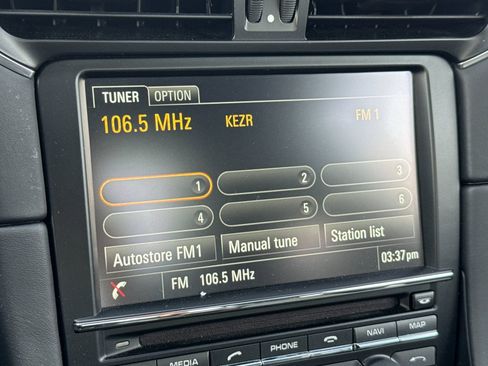 TUNER OPTION
106.5 MHz KEZR FM 1
1 2 3
4 5 6
Autostore FM1 Manual tune Station list
FM 106.5 MHz 03:37pm
NAVI MAP
MEDIA PHONE